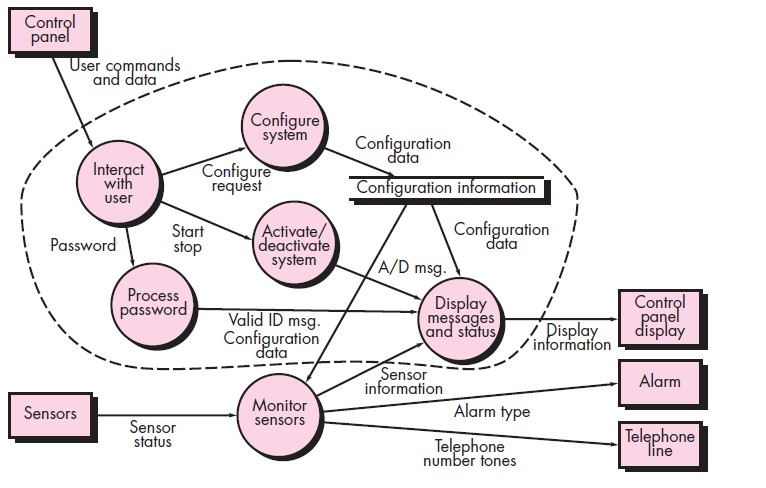 Control
panel
User commands
and data
Configure
system
Configuration
data
Interact
with
user
Configure
request
Configuration information
Password
Start
stop
Activate/
deactivate
system
Configuration
data
A/D msg.
Process
password
Valid ID msg.
Configuration
data
Display
messages
and status
Display
information
Control
panel
display
Sensors
Sensor
status
Monitor
sensors
Sensor
information
Alarm type
Alarm
Telephone
number tones
Telephone
line